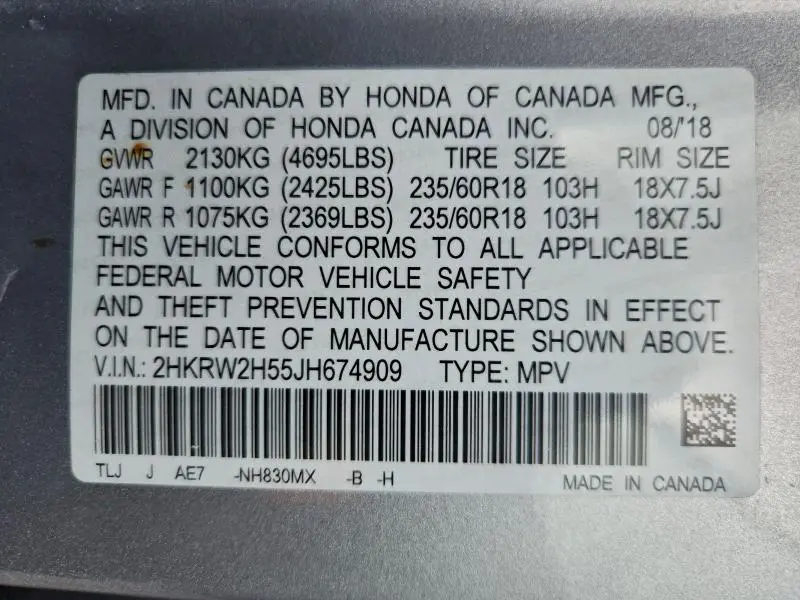 MFD. IN CANADA BY HONDA OF CANADA MFG.,
A DIVISION OF HONDA CANADA INC. 08/'18
GVWR 2130KG (4695LBS) TIRE SIZE RIM SIZE
GAWR F 1100KG (2425LBS) 235/60R18 103H 18X7.5J
GAWR R 1075KG (2369LBS) 235/60R18 103H 18X7.5J
THIS VEHICLE CONFORMS TO ALL APPLICABLE
FEDERAL MOTOR VEHICLE SAFETY
AND THEFT PREVENTION STANDARDS IN EFFECT
ON THE DATE OF MANUFACTURE SHOWN ABOVE.
V.I.N.: 2HKRW2H55JH674909 TYPE: MPV
TLJ J AE7 -NH830MX -B -H MADE IN CANADA